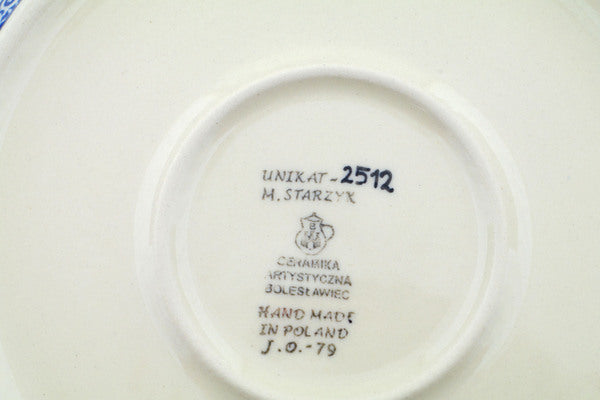 UNIKAT - 2512
M. STARZYK
CERAMIKA
ARTYSTYCZNA
BOLESŁAWIEC
HAND MADE
IN POLAND
J.O.-79